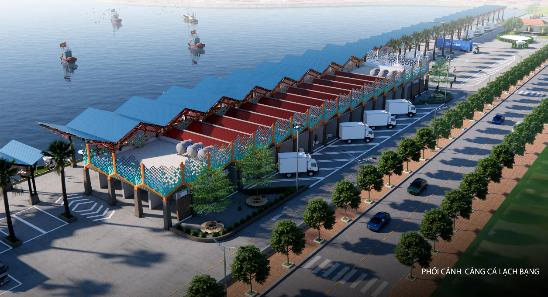 PHỐI CẢNH CẢNG CÁ LẠCH BẠNG